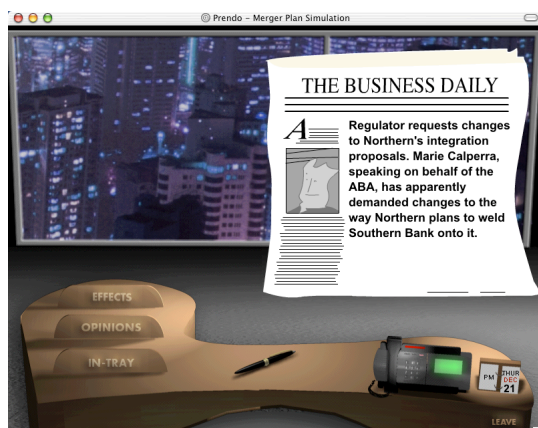 Prendo - Merger Plan Simulation
THE BUSINESS DAILY
A
Regulator requests changes
to Northern's integration
proposals. Marie Calperra,
speaking on behalf of the
ABA, has apparently
demanded changes to the
way Northern plans to weld
Southern Bank onto it.
EFFECTS
OPINIONS
IN-TRAY
PM
THUR
DEC
21
LEAVE